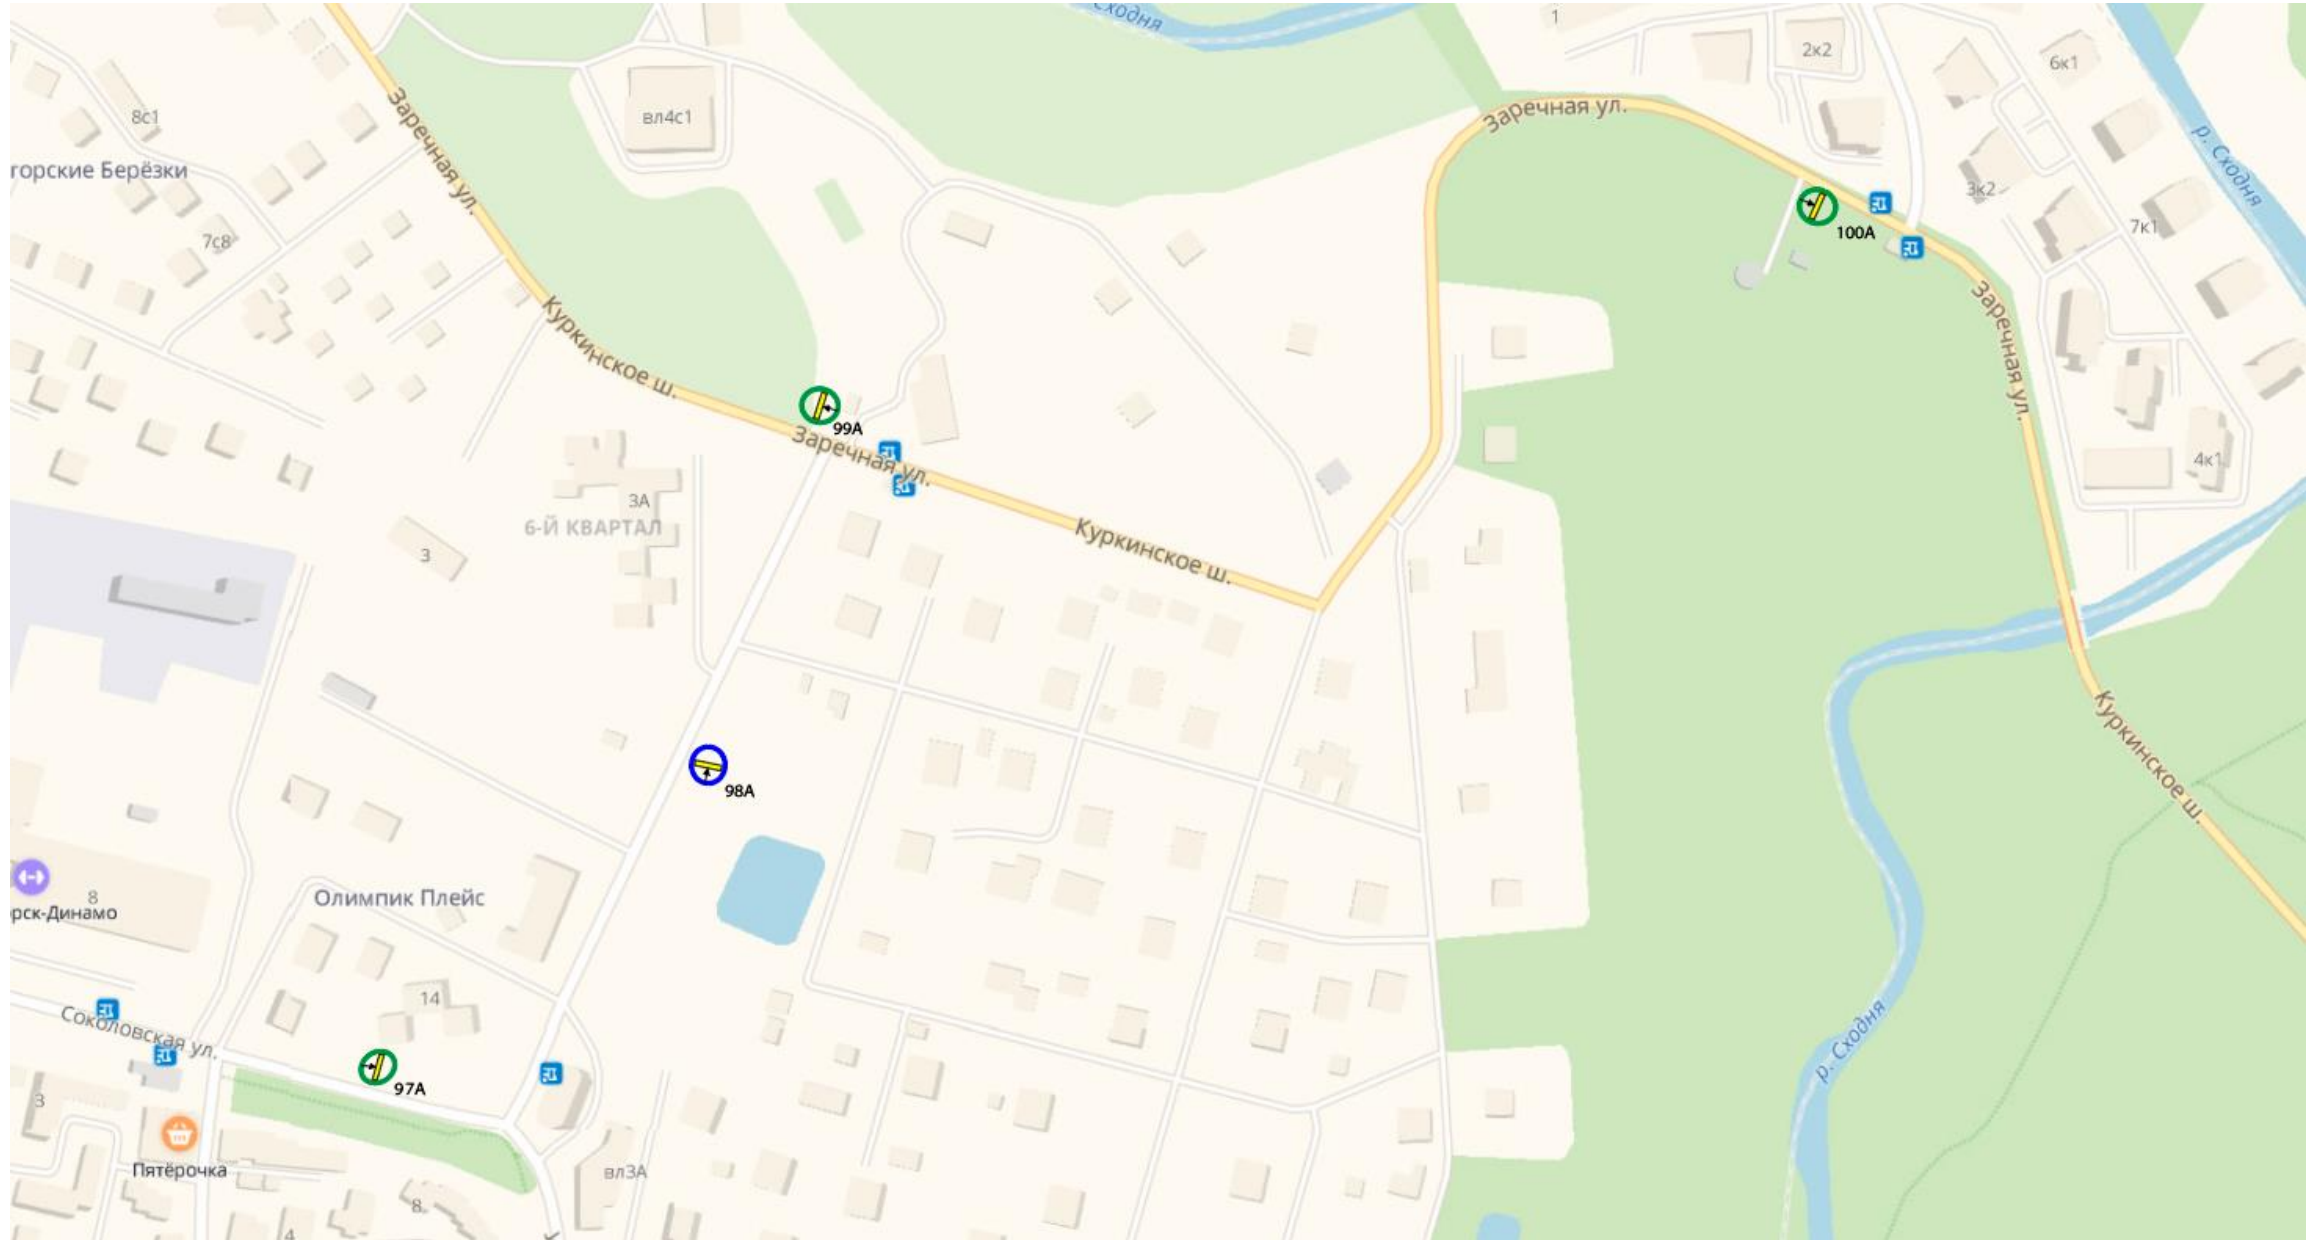 Сходня
1
2к2
6к1
8с1
вл4с1
Заречная ул.
Заречная ул.
р. Сходня
горские Берёзки
3к2
100А
7к1
7с8
Куркинское ш.
Заречная ул.
99А
Заречная ул.
3А
6-Й КВАРТАЛ
3
Куркинское ш.
4к1
Куркинское ш.
98А
Олимпик Плейс
8
рск-Динамо
14
Соколовская ул.
р. Сходня
97А
3
Пятёрочка
вл3А
8
4